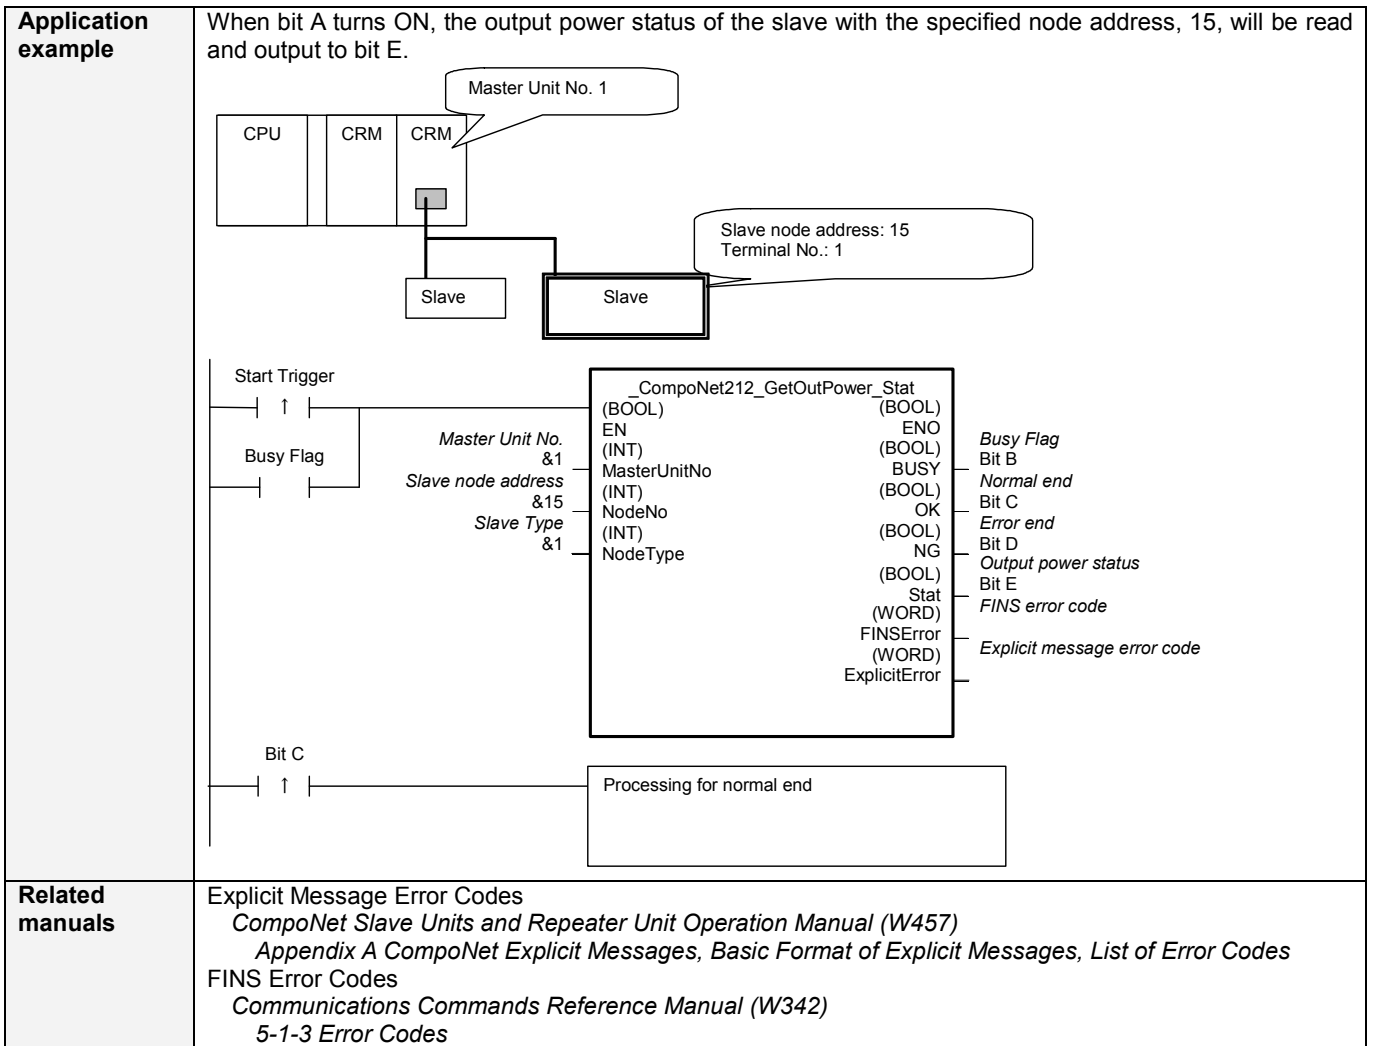 Application example
When bit A turns ON, the output power status of the slave with the specified node address, 15, will be read
and output to bit E.
Master Unit No. 1
CPU
CRM
CRM
Slave node address: 15
Terminal No.: 1
Slave
Slave
Start Trigger
↑
Busy Flag
_CompoNet212_GetOutPower_Stat
(BOOL)
EN
(INT)
MasterUnitNo
(INT)
NodeNo
(INT)
NodeType
Master Unit No.
&1
Slave node address
&15
Slave Type
&1
(BOOL)
ENO
(BOOL)
BUSY
(BOOL)
OK
(BOOL)
NG
(BOOL)
Stat
(WORD)
FINSError
(WORD)
ExplicitError
Busy Flag
Bit B
Normal end
Bit C
Error end
Bit D
Output power status
Bit E
FINS error code
Explicit message error code
Bit C
↑
Processing for normal end
Related manuals
Explicit Message Error Codes
CompoNet Slave Units and Repeater Unit Operation Manual (W457)
Appendix A CompoNet Explicit Messages, Basic Format of Explicit Messages, List of Error Codes
FINS Error Codes
Communications Commands Reference Manual (W342)
5-1-3 Error Codes